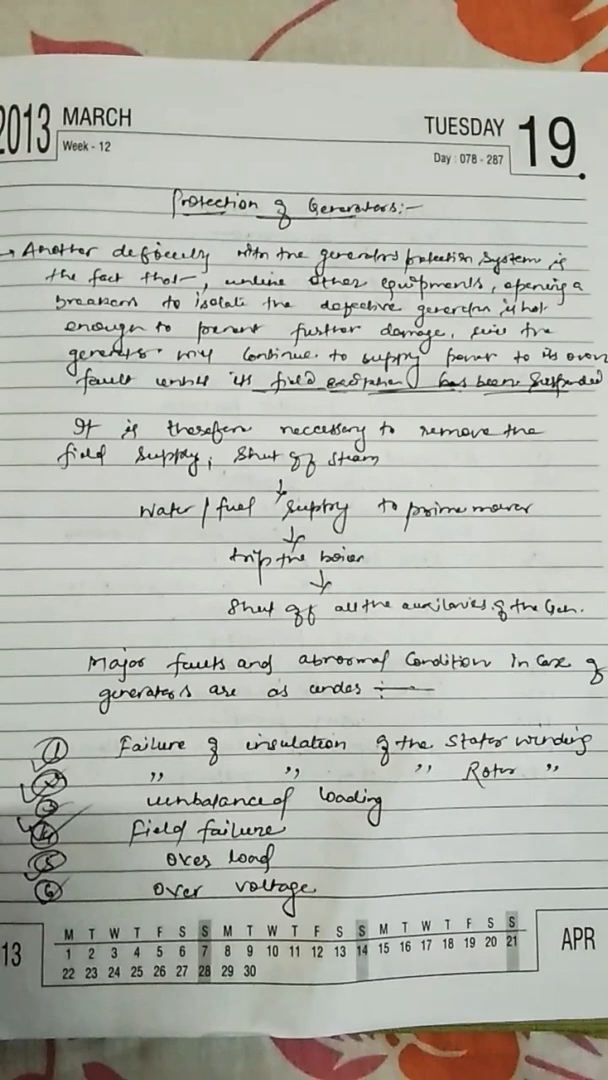 2013 MARCH
Week - 12
TUESDAY 19
Day : 078 - 287
Protection of Generators:-
→ Another deficculy with the generators protection system is
the fact that, unlike other equipments, opening a
breakers to isolate the defective generator is not
enough to prevent further damage, since the
generator will continue to supply power to its own
fault until its field excitation has been suspended
It is therefore neccessary to remove the
field supply, Shut off steam
↓
Water / fuel supply to prime mover
↓
trip the boiler
↓
Shut off all the auxilaries of the Gen.
Major faults and abnormal Condition in Case of
generators are as under :—
① Failure of insulation of the Stator winding
② ,, ,, ,, Rotor ,,
③ unbalance of loading
④ Field failure
⑤ Over load
⑥ Over voltage
13
M T W T F S S M T W T F S S M T W T F S S
1 2 3 4 5 6 7 8 9 10 11 12 13 14 15 16 17 18 19 20 21
22 23 24 25 26 27 28 29 30
APR